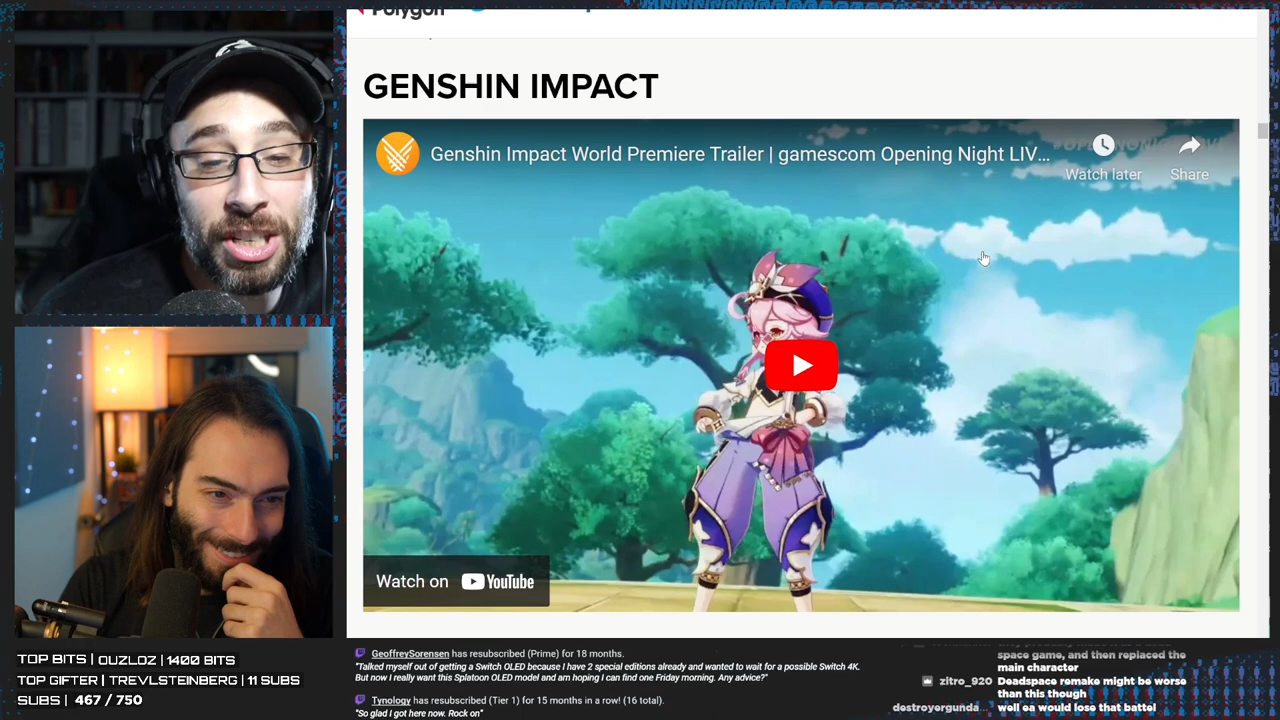 Polygon
GENSHIN IMPACT
Genshin Impact World Premiere Trailer | gamescom Opening Night LIV...
Watch later
Share
Watch on YouTube
TOP BITS | OUZLOZ | 1400 BITS
TOP GIFTER | TREVLSTEINBERG | 11 SUBS
SUBS | 467 / 750
GeoffreySorensen has resubscribed (Prime) for 18 months.
"Talked myself out of getting a Switch OLED because I have 2 special editions already and wanted to wait for a possible Switch 4K.
But now I really want this Splatoon OLED model and am hoping I can find one Friday morning. Any advice?"
Tynology has resubscribed (Tier 1) for 15 months in a row! (16 total).
"So glad I got here now. Rock on"
space game, and then replaced the
main character
zitro_920 Deadspace remake might be worse
than this though
destroyergunda... well ea would lose that battel